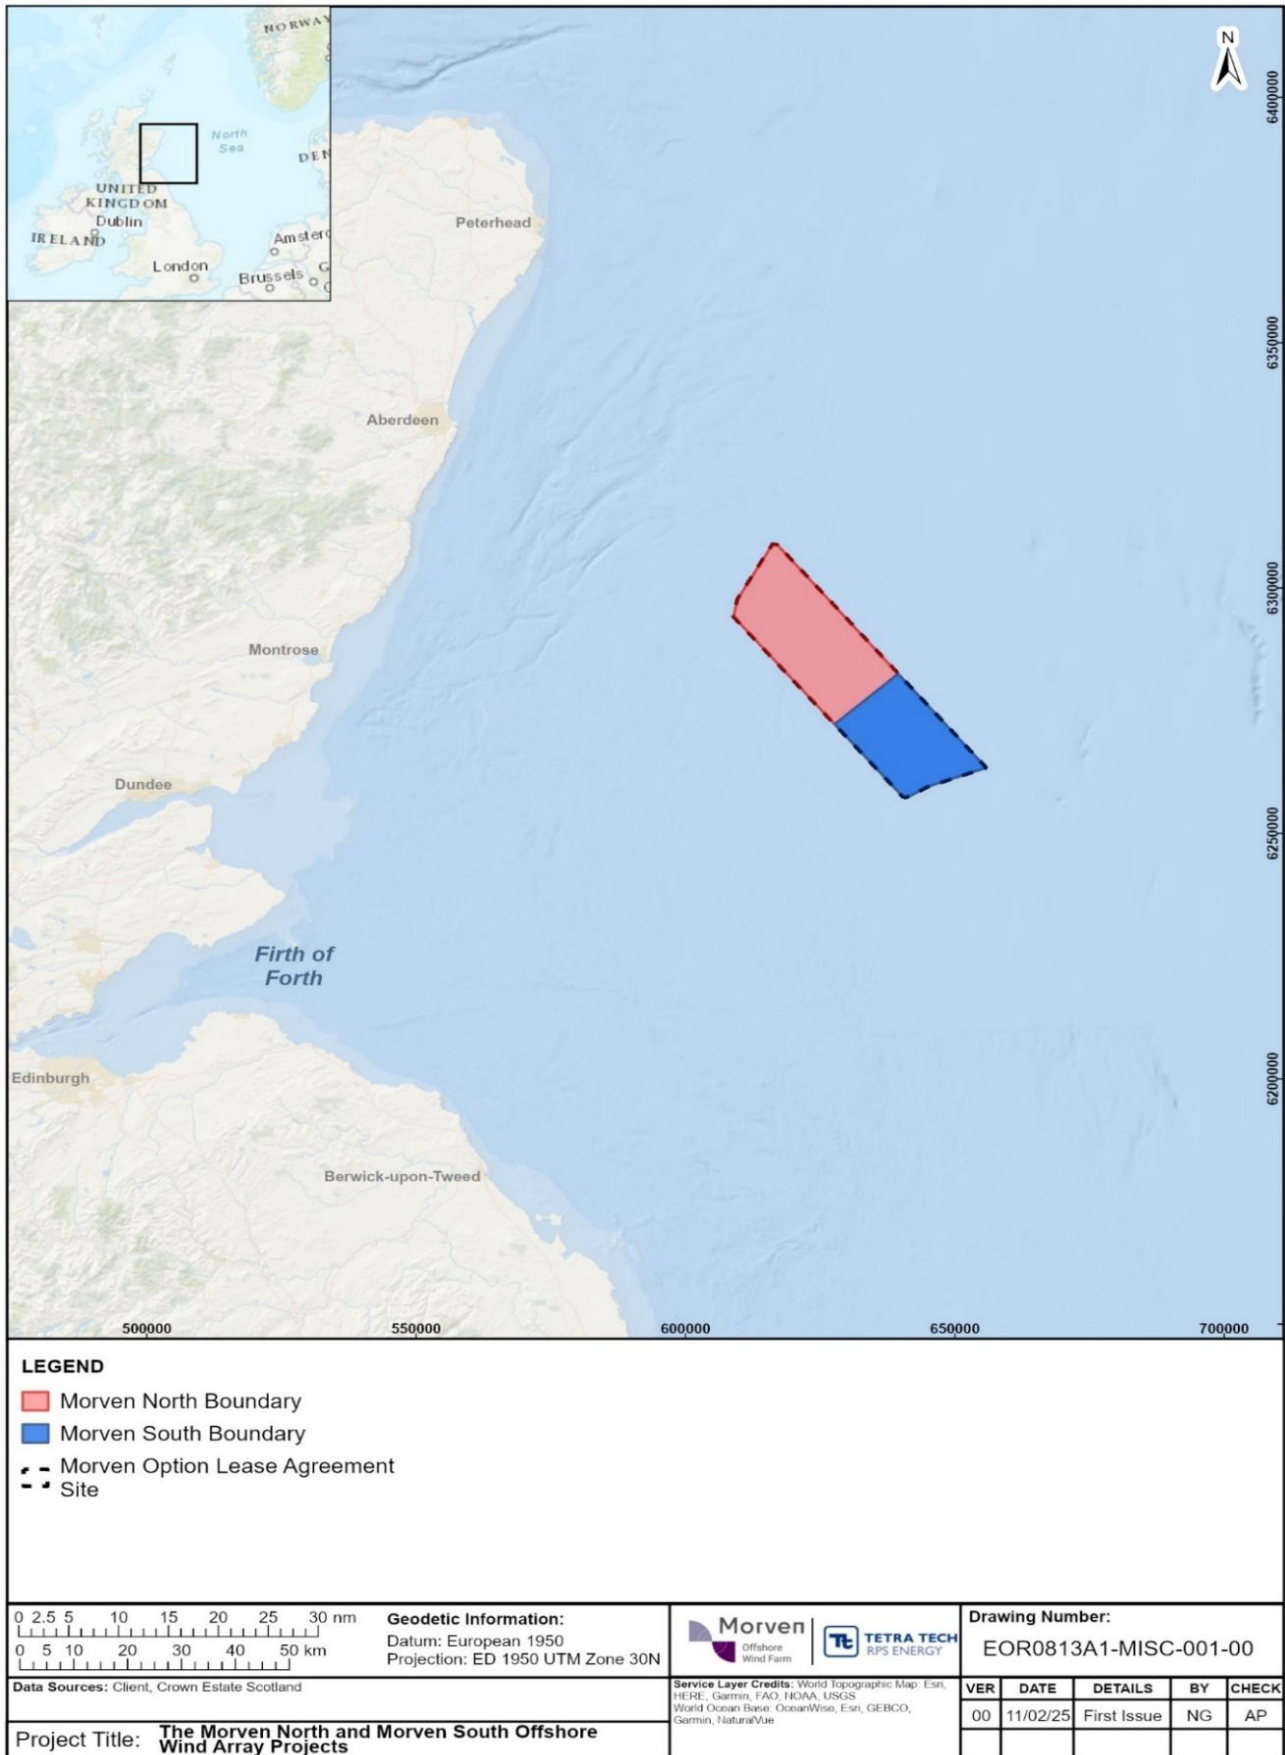 NORWAY
North
Sea
DEN
UNITED
KINGDOM
Dublin
IRELAND
Amsterd
London
Brussels
G
N
Peterhead
Aberdeen
Montrose
Dundee
Firth of
Forth
Edinburgh
Berwick-upon-Tweed
6400000
6350000
6300000
6250000
6200000
500000 550000 600000 650000 700000
LEGEND
Morven North Boundary
Morven South Boundary
Morven Option Lease Agreement
Site
0 2.5 5 10 15 20 25 30 nm
0 5 10 20 30 40 50 km
Geodetic Information:
Datum: European 1950
Projection: ED 1950 UTM Zone 30N
Morven
Offshore
Wind Farm
Tt
TETRA TECH
RPS ENERGY
Drawing Number:
EOR0813A1-MISC-001-00
Data Sources: Client, Crown Estate Scotland
Service Layer Credits: World Topographic Map: Esri,
HERE, Garmin, FAO, NOAA, USGS
World Ocean Base: OceanWise, Esri, GEBCO,
Garmin, NaturalVue
VER DATE DETAILS BY CHECK
00 11/02/25 First Issue NG AP
Project Title: The Morven North and Morven South Offshore
Wind Array Projects